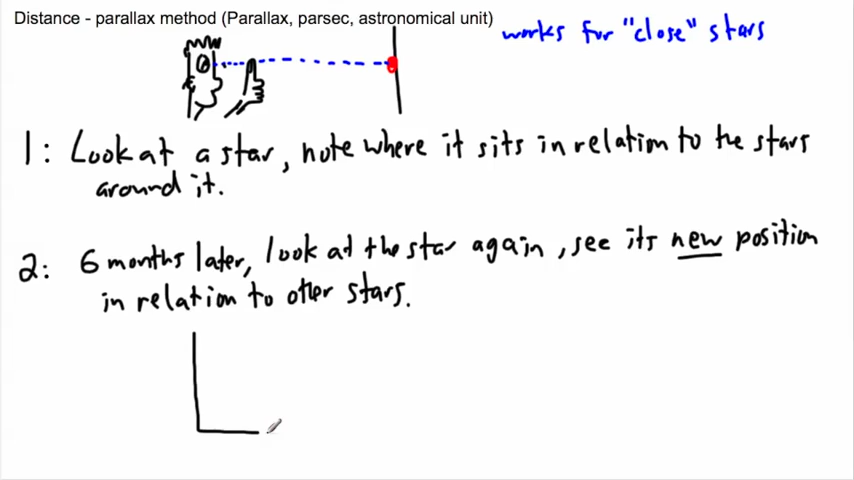 Distance - parallax method (Parallax, parsec, astronomical unit)
works for "close" stars
1: Look at a star, note where it sits in relation to the stars
around it.
2: 6 months later, look at the star again, see its new position
in relation to other stars.